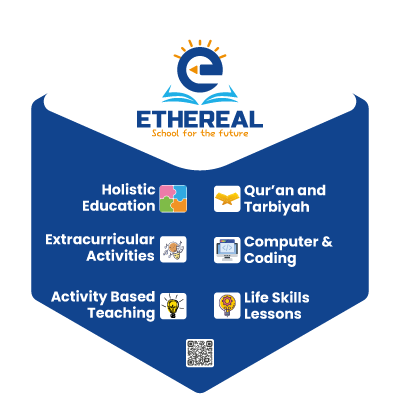 ETHEREAL
School for the future
Holistic
Education
Qur’an and
Tarbiyah
Extracurricular
Activities
Computer &
Coding
Activity Based
Teaching
Life Skills
Lessons